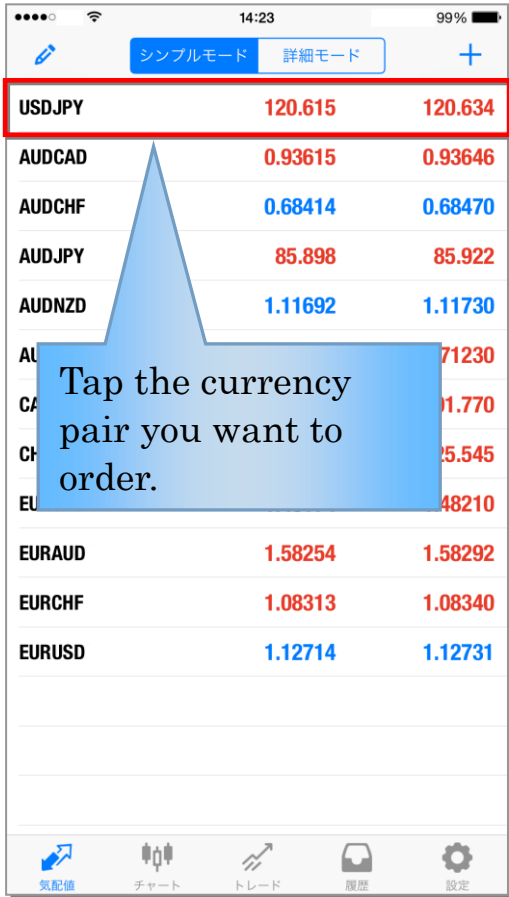 14:23 99%
シンプルモード 詳細モード
USDJPY 120.615 120.634
AUDCAD 0.93615 0.93646
AUDCHF 0.68414 0.68470
AUDJPY 85.898 85.922
AUDNZD 1.11692 1.11730
71230
Tap the currency
pair you want to
order.
1.770
5.545
48210
EURAUD 1.58254 1.58292
EURCHF 1.08313 1.08340
EURUSD 1.12714 1.12731
気配値 チャート トレード 履歴 設定